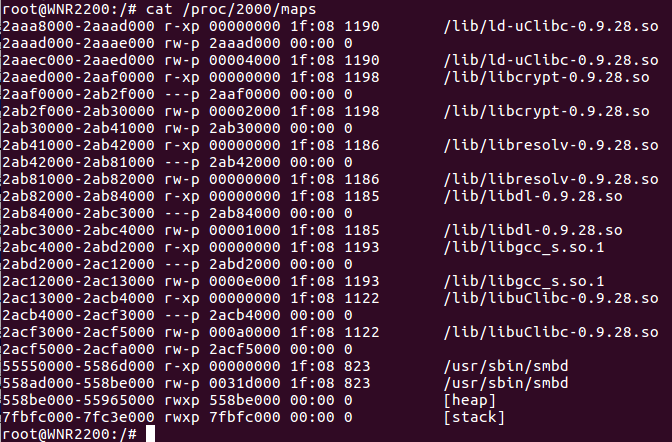 root@WNR2200:/# cat /proc/2000/maps
2aaa8000-2aaad000 r-xp 00000000 1f:08 1190       /lib/ld-uClibc-0.9.28.so
2aaad000-2aaae000 rw-p 2aaad000 00:00 0
2aaec000-2aaed000 rw-p 00004000 1f:08 1190       /lib/ld-uClibc-0.9.28.so
2aaed000-2aaf0000 r-xp 00000000 1f:08 1198       /lib/libcrypt-0.9.28.so
2aaf0000-2ab2f000 ---p 2aaf0000 00:00 0
2ab2f000-2ab30000 rw-p 00002000 1f:08 1198       /lib/libcrypt-0.9.28.so
2ab30000-2ab41000 rw-p 2ab30000 00:00 0
2ab41000-2ab42000 r-xp 00000000 1f:08 1186       /lib/libresolv-0.9.28.so
2ab42000-2ab81000 ---p 2ab42000 00:00 0
2ab81000-2ab82000 rw-p 00000000 1f:08 1186       /lib/libresolv-0.9.28.so
2ab82000-2ab84000 r-xp 00000000 1f:08 1185       /lib/libdl-0.9.28.so
2ab84000-2abc3000 ---p 2ab84000 00:00 0
2abc3000-2abc4000 rw-p 00001000 1f:08 1185       /lib/libdl-0.9.28.so
2abc4000-2abd2000 r-xp 00000000 1f:08 1193       /lib/libgcc_s.so.1
2abd2000-2ac12000 ---p 2abd2000 00:00 0
2ac12000-2ac13000 rw-p 0000e000 1f:08 1193       /lib/libgcc_s.so.1
2ac13000-2acb4000 r-xp 00000000 1f:08 1122       /lib/libuClibc-0.9.28.so
2acb4000-2acf3000 ---p 2acb4000 00:00 0
2acf3000-2acf5000 rw-p 000a0000 1f:08 1122       /lib/libuClibc-0.9.28.so
2acf5000-2acfa000 rw-p 2acf5000 00:00 0
55550000-5586d000 r-xp 00000000 1f:08 823        /usr/sbin/smbd
558ad000-558be000 rw-p 0031d000 1f:08 823        /usr/sbin/smbd
558be000-55965000 rwxp 558be000 00:00 0          [heap]
7fbfc000-7fc3e000 rwxp 7fbfc000 00:00 0          [stack]
root@WNR2200:/#